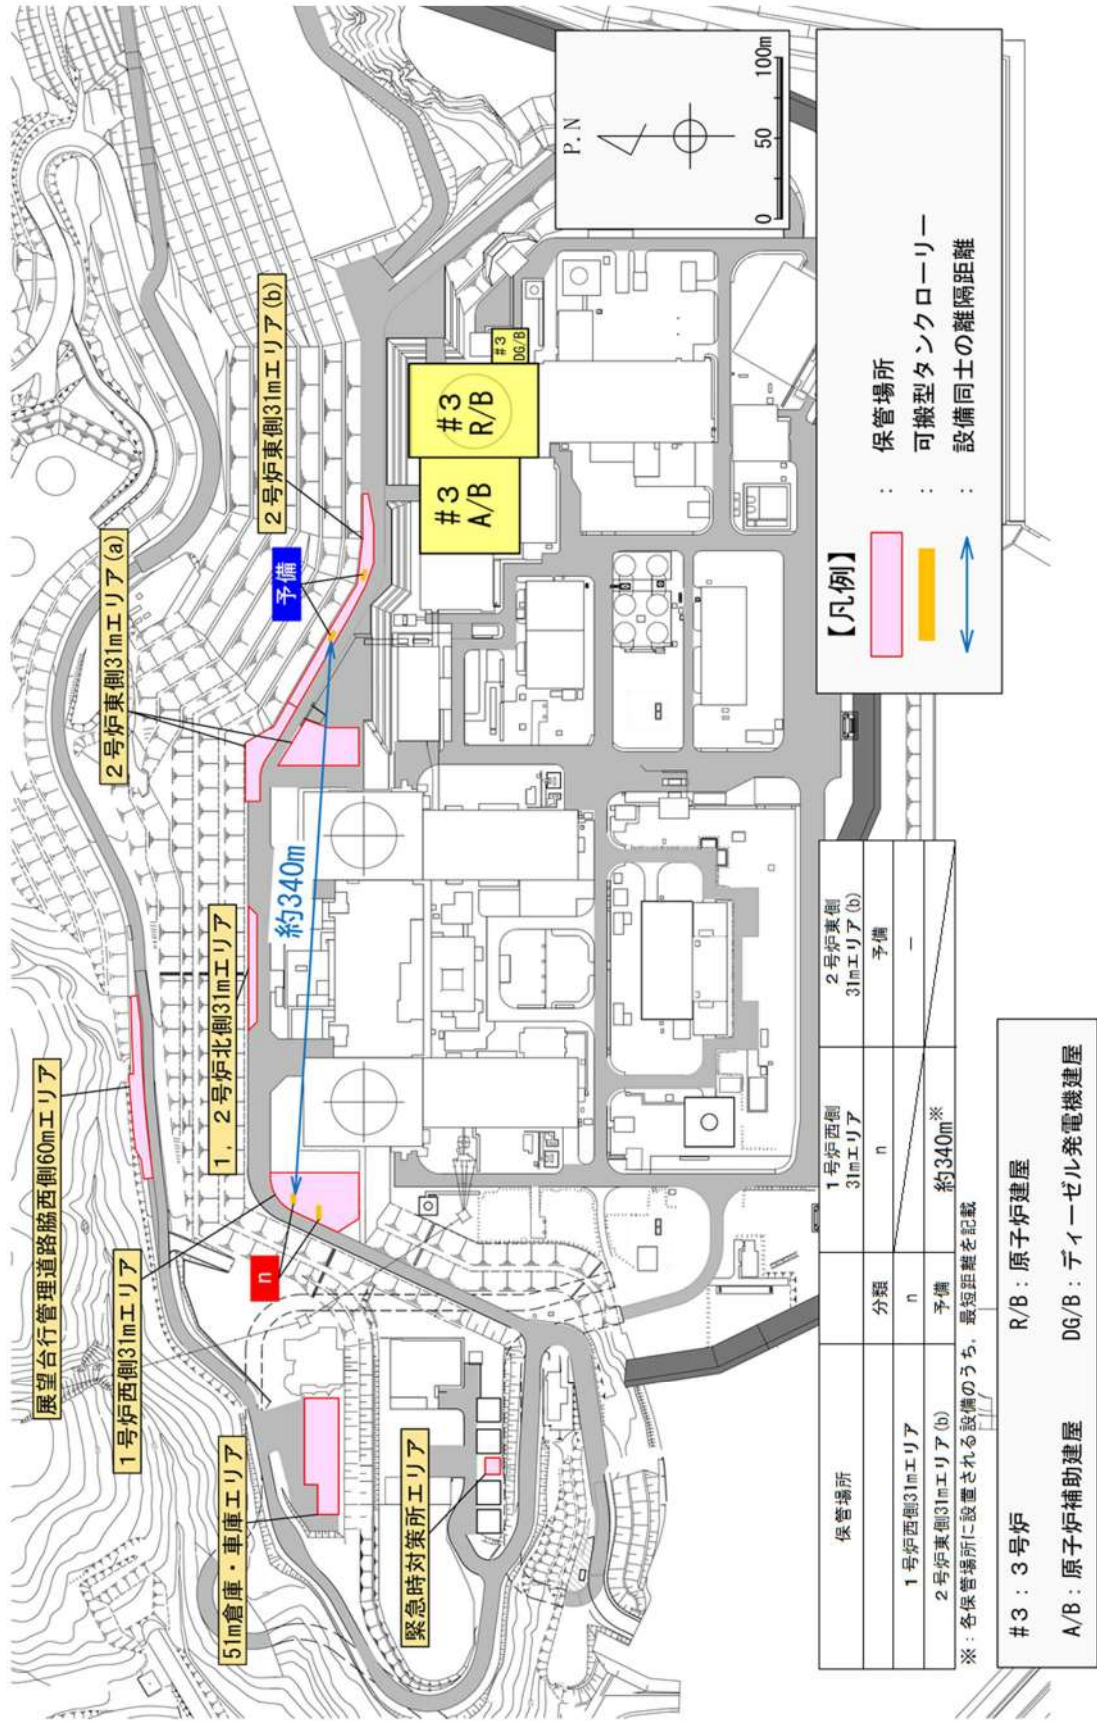 展望台行管理道路脇西側60mエリア
1号炉西側31mエリア
51m倉庫・車庫エリア
緊急時対策所エリア
1，2号炉北側31mエリア
2号炉東側31mエリア(a)
2号炉東側31mエリア(b)
n
予備
約340m
#3
A/B
#3
R/B
#3
DG/B
P.N
0 50 100m
【凡例】
： 保管場所
： 可搬型タンクローリー
： 設備同士の離隔距離
保管場所 分類 1号炉西側31mエリア 2号炉東側31mエリア(b)
n 予備
1号炉西側31mエリア n －
2号炉東側31mエリア(b) 予備 約340m※
※：各保管場所に設置される設備のうち，最短距離を記載
#3：3号炉 R/B：原子炉建屋
A/B：原子炉補助建屋 DG/B：ディーゼル発電機建屋